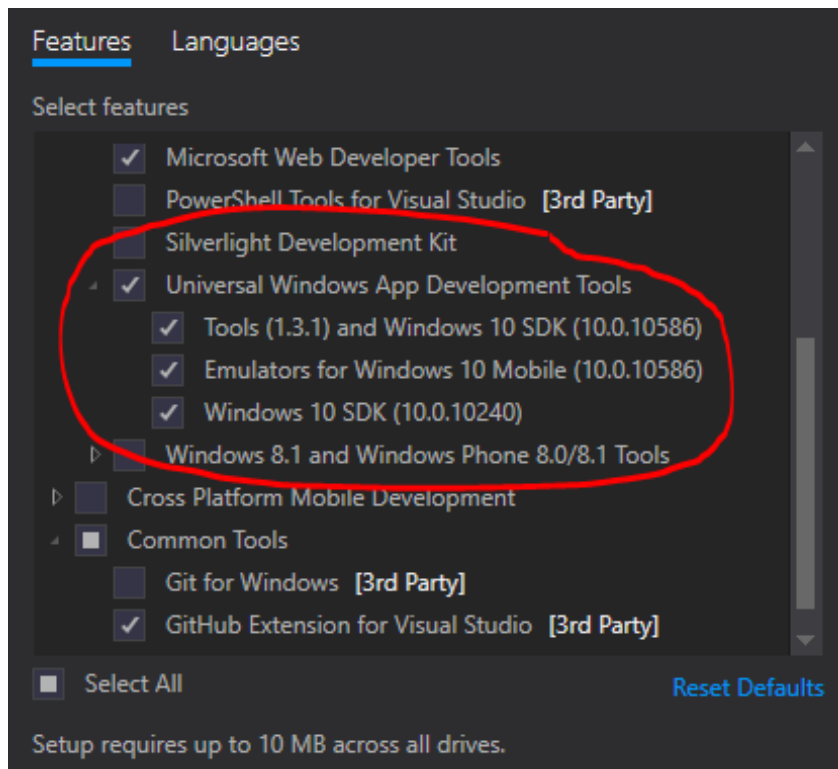 Features Languages
Select features
Microsoft Web Developer Tools
PowerShell Tools for Visual Studio [3rd Party]
Silverlight Development Kit
Universal Windows App Development Tools
Tools (1.3.1) and Windows 10 SDK (10.0.10586)
Emulators for Windows 10 Mobile (10.0.10586)
Windows 10 SDK (10.0.10240)
Windows 8.1 and Windows Phone 8.0/8.1 Tools
Cross Platform Mobile Development
Common Tools
Git for Windows [3rd Party]
GitHub Extension for Visual Studio [3rd Party]
Select All Reset Defaults
Setup requires up to 10 MB across all drives.